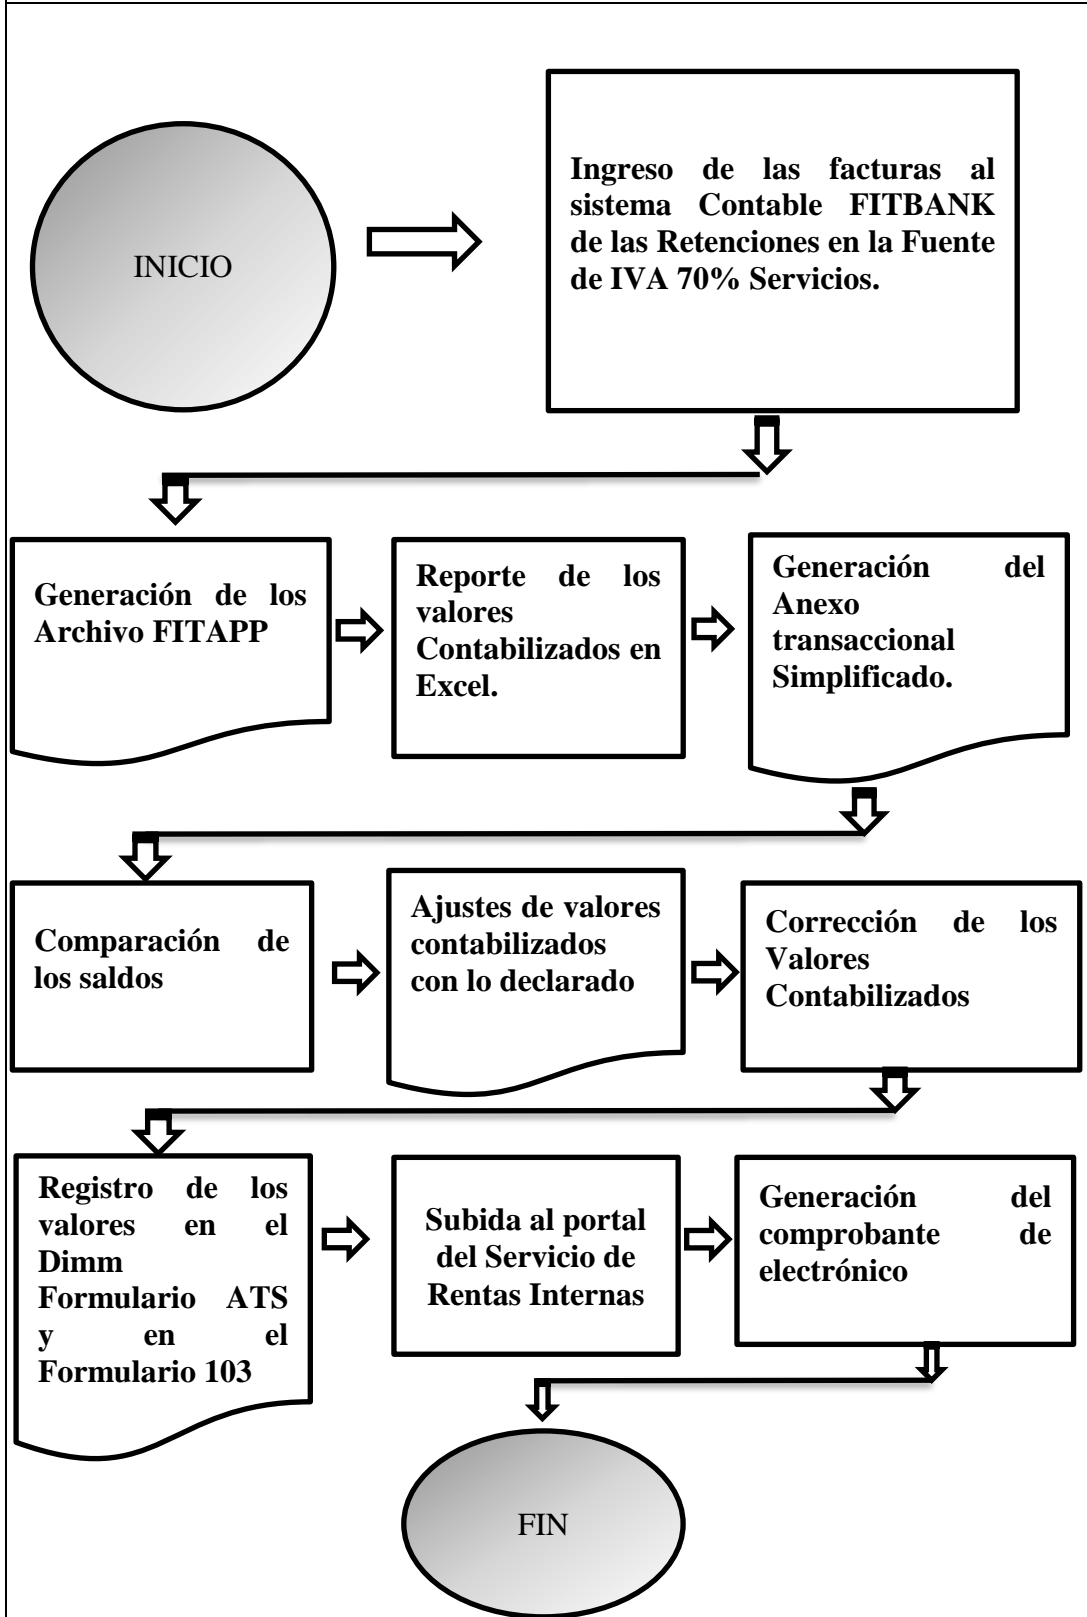 INICIO
Ingreso de las facturas al
sistema Contable FITBANK
de las Retenciones en la Fuente
de IVA 70% Servicios.
Generación de los
Archivo FITAPP
Reporte de los
valores
Contabilizados en
Excel.
Generación del
Anexo
transaccional
Simplificado.
Comparación de
los saldos
Ajustes de valores
contabilizados
con lo declarado
Corrección de los
Valores
Contabilizados
Registro de los
valores en el
Dimm
Formulario ATS
y en el
Formulario 103
Subida al portal
del Servicio de
Rentas Internas
Generación del
comprobante de
electrónico
FIN